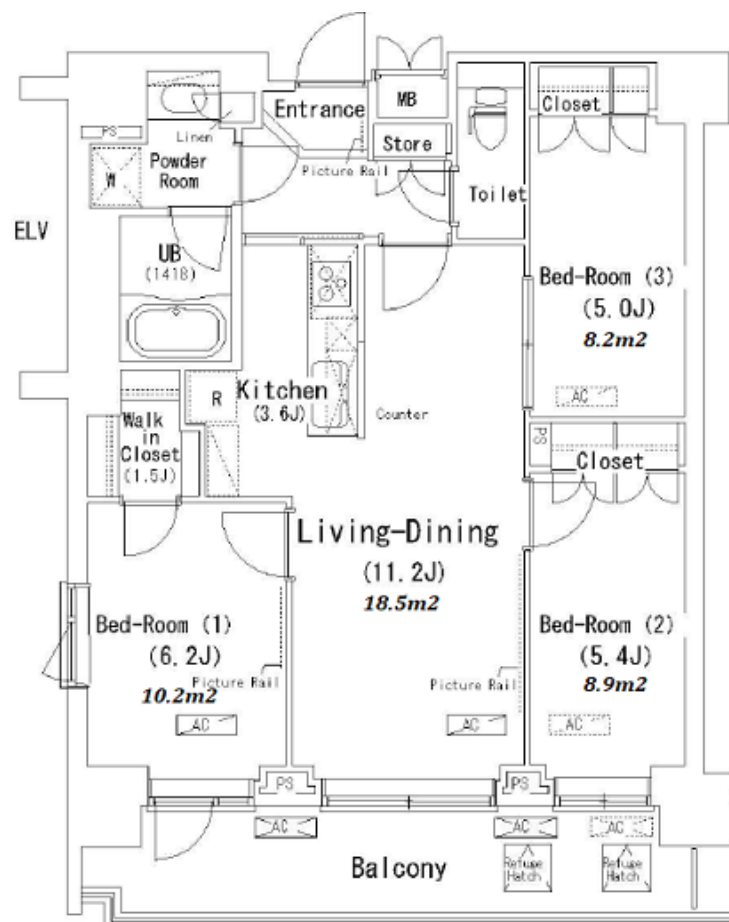 Entrance
MB
Closet
Linen
PS
Store
Powder
Room
Picture Rail
W
Toilet
ELV
UB
(1418)
Bed-Room (3)
(5.0J)
8.2m2
Kitchen
(3.6J)
R
AC
Counter
Walk
in
Closet
(1.5J)
PS
Closet
Living-Dining
(11.2J)
18.5m2
Bed-Room (1)
(6.2J)
10.2m2
Picture Rail
Bed-Room (2)
(5.4J)
8.9m2
Picture Rail
AC
AC
AC
PS
PS
AC
AC
AC
Balcony
Refuge
Hatch
Refuge
Hatch